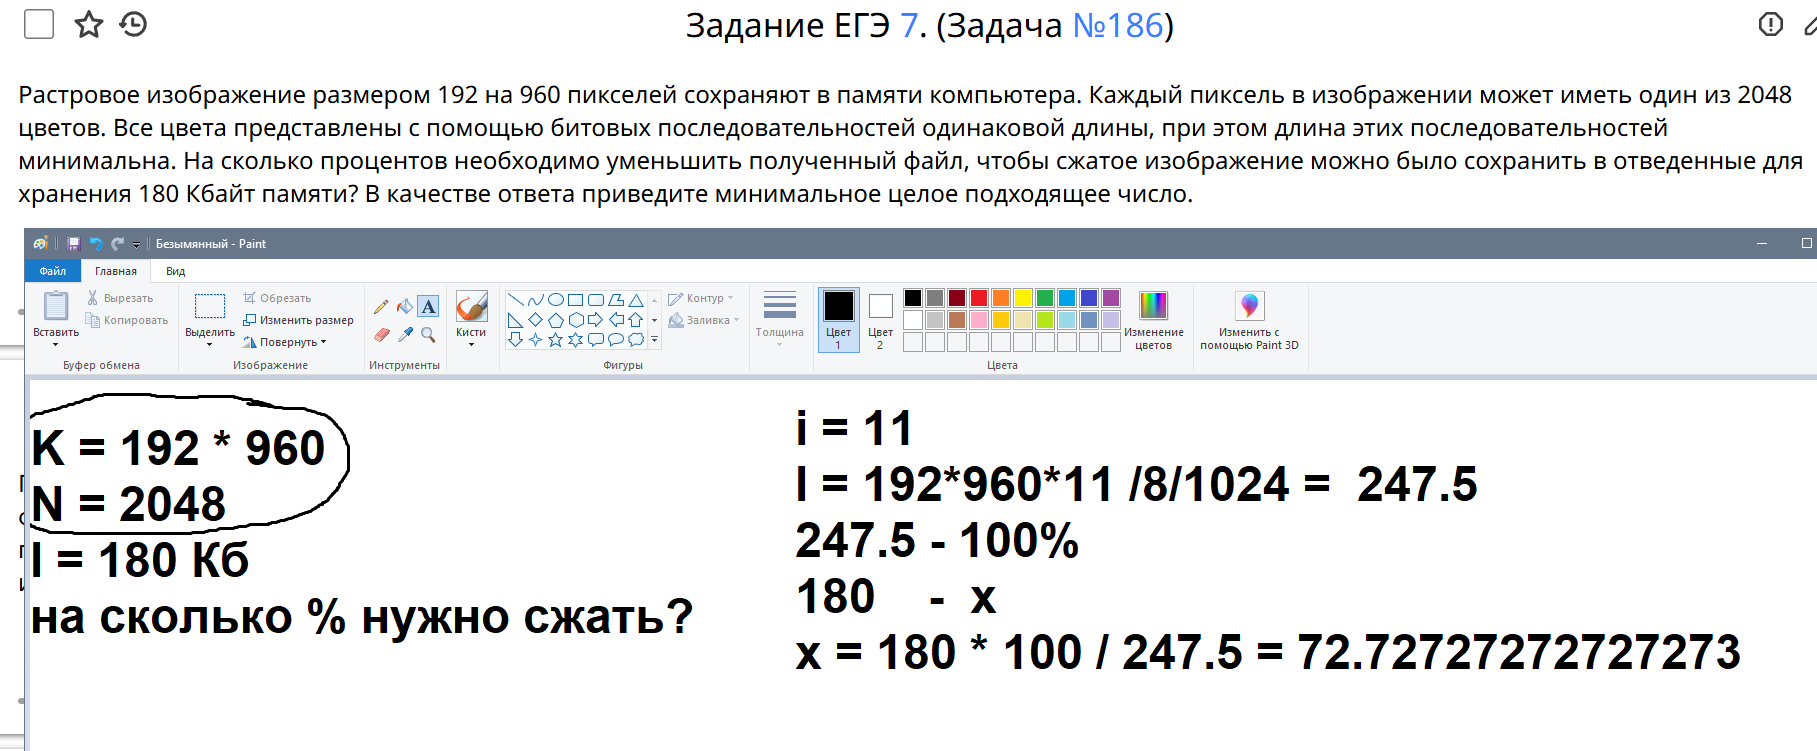 Задание ЕГЭ 7. (Задача №186)
Растровое изображение размером 192 на 960 пикселей сохраняют в памяти компьютера. Каждый пиксель в изображении может иметь один из 2048
цветов. Все цвета представлены с помощью битовых последовательностей одинаковой длины, при этом длина этих последовательностей
минимальна. На сколько процентов необходимо уменьшить полученный файл, чтобы сжатое изображение можно было сохранить в отведенные для
хранения 180 Кбайт памяти? В качестве ответа приведите минимальное целое подходящее число.
Безымянный - Paint
Файл Главная Вид
Вставить
Вырезать
Копировать
Буфер обмена
Выделить
Обрезать
Изменить размер
Повернуть
Изображение
A
Инструменты
Кисти
Контур
Заливка
Фигуры
Толщина
Цвет
1
Цвет
2
Изменение
цветов
Цвета
Изменить с
помощью Paint 3D
K = 192 * 960
N = 2048
I = 180 Кб
на сколько % нужно сжать?
i = 11
I = 192*960*11 /8/1024 = 247.5
247.5 - 100%
180 - x
x = 180 * 100 / 247.5 = 72.72727272727273